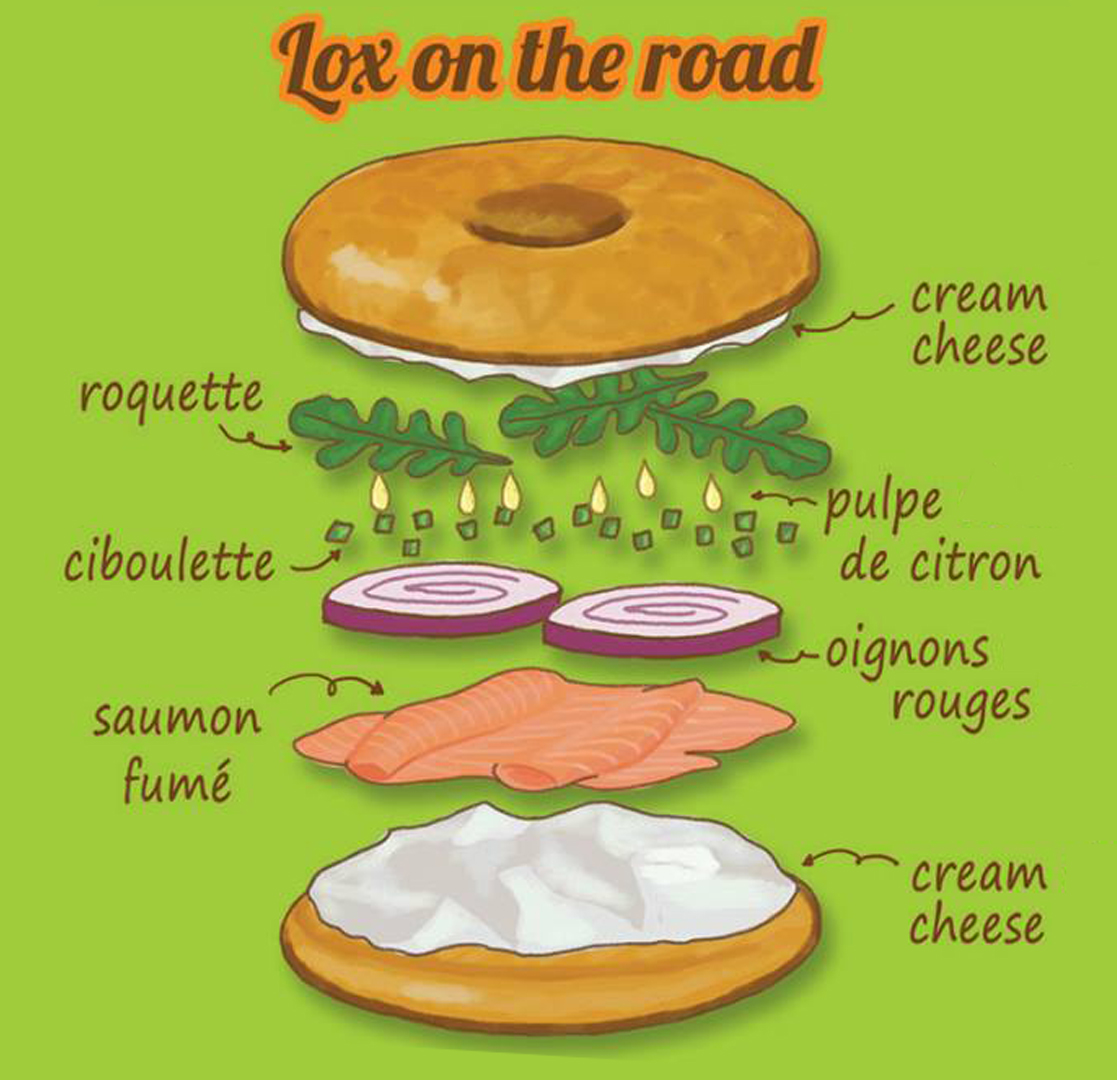 Lox on the road
cream
cheese
roquette
pulpe
de citron
ciboulette
oignons
rouges
saumon
fumé
cream
cheese